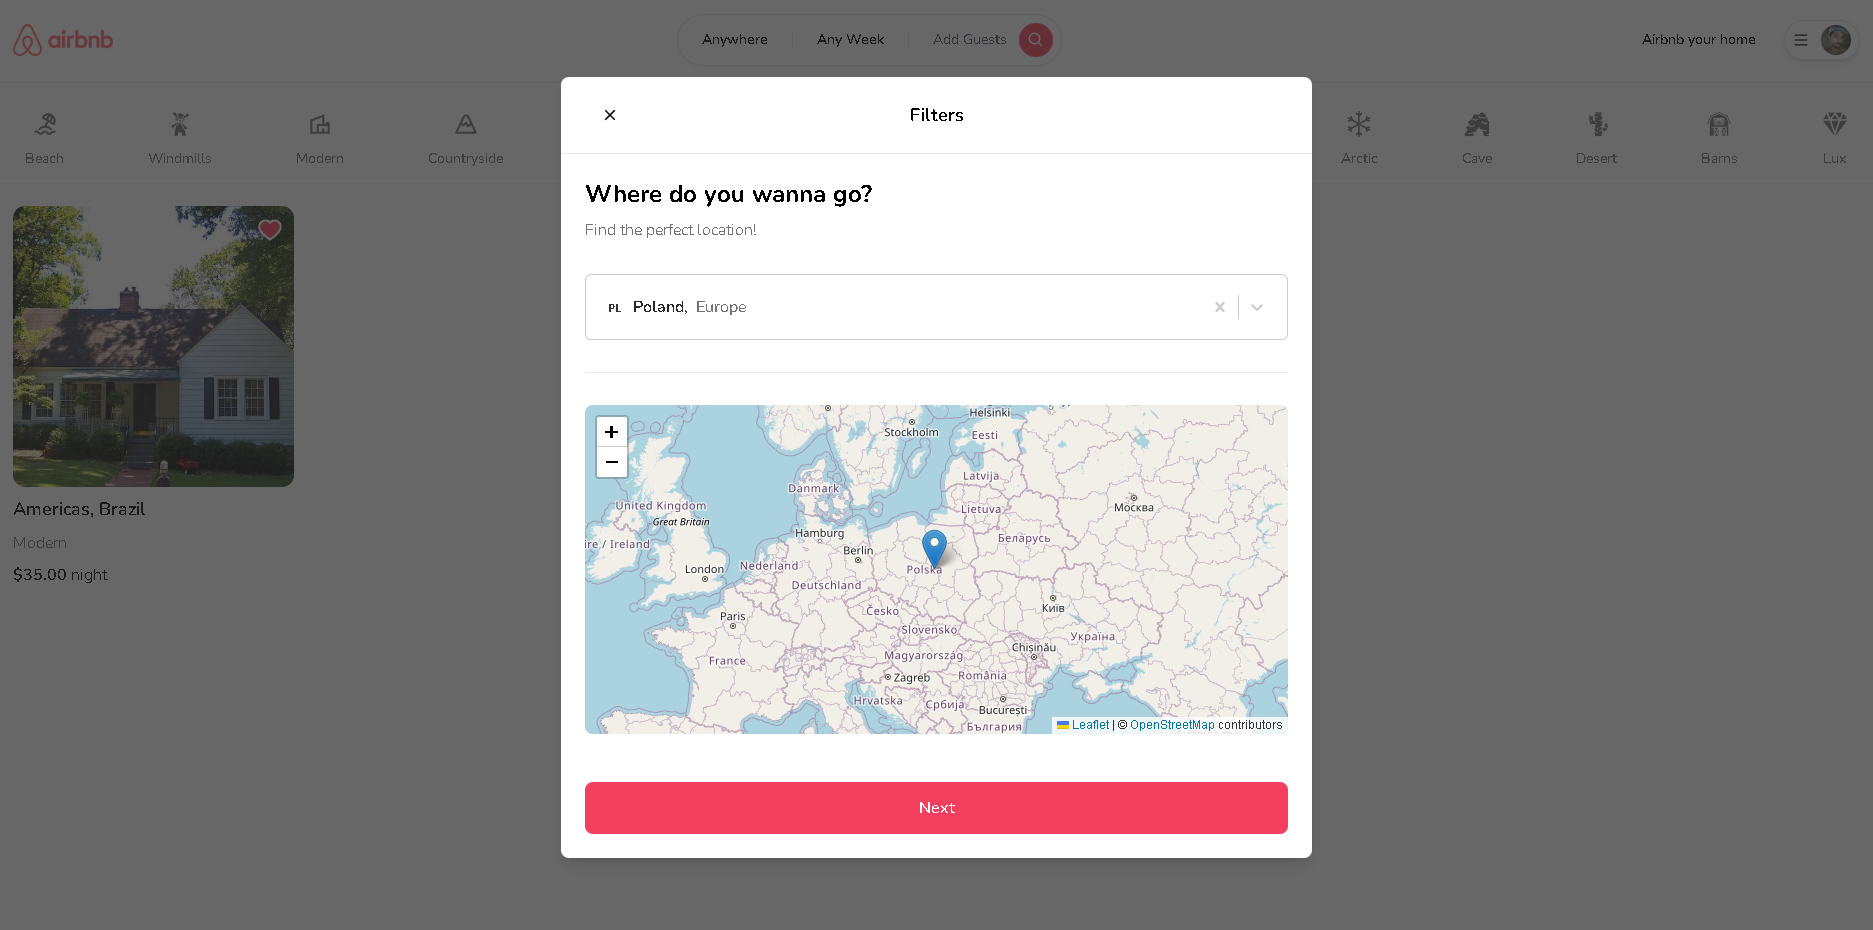 airbnb
Anywhere
Any Week
Add Guests
Airbnb your home
Beach
Windmills
Modern
Countryside
Arctic
Cave
Desert
Barns
Lux
Filters
Where do you wanna go?
Find the perfect location!
PL Poland, Europe
+
−
Helsinki
Stockholm
Eesti
Latvija
Danmark
United Kingdom
Great Britain
Lietuva
Москва
Hamburg
Беларусь
ire / Ireland
Berlin
London
Nederland
Polska
Deutschland
Česko
Київ
Paris
Slovensko
Україна
Chișinău
France
Magyarország
Zagreb
România
Hrvatska
Србија
București
България
Leaflet | © OpenStreetMap contributors
Next
Americas, Brazil
Modern
$35.00 night